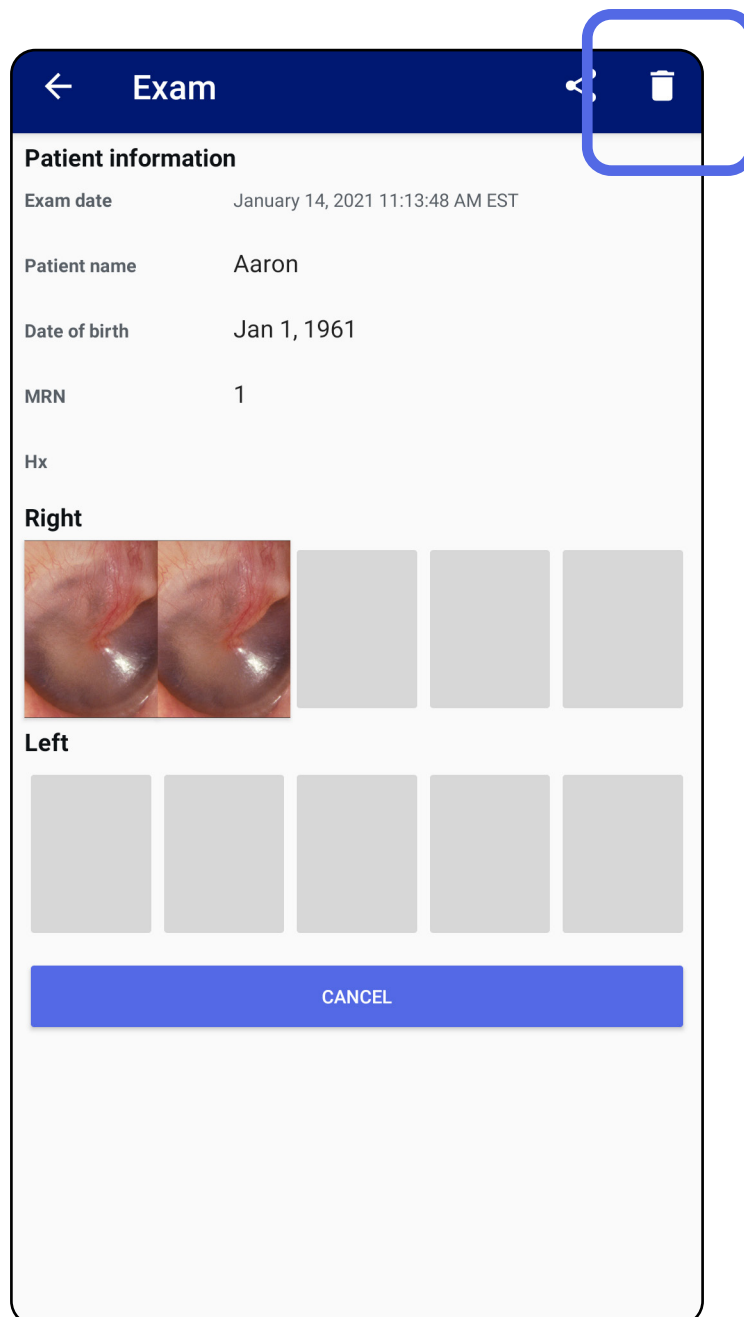 Exam
Patient information
Exam date January 14, 2021 11:13:48 AM EST
Patient name Aaron
Date of birth Jan 1, 1961
MRN 1
Hx
Right
Left
CANCEL